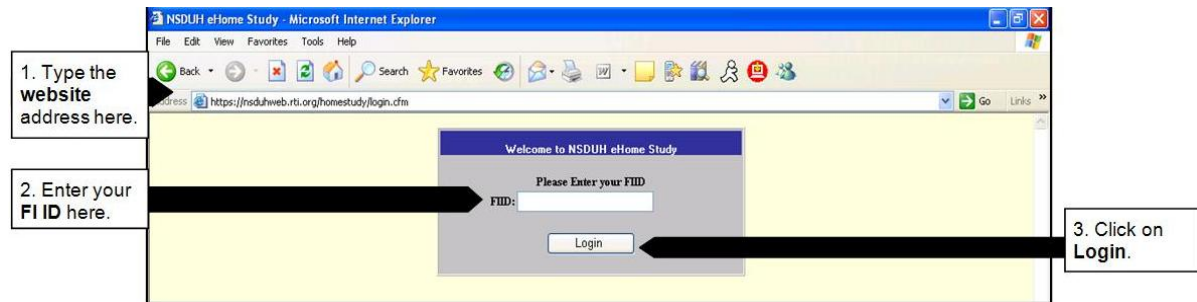 NSDUH eHome Study - Microsoft Internet Explorer
File Edit View Favorites Tools Help
Back Search Favorites
1. Type the
website
address here.
https://nsduhweb.rti.org/homestudy/login.cfm
Go Links »
Welcome to NSDUH eHome Study
Please Enter your FIID
2. Enter your
FI ID here.
FIID:
Login
3. Click on
Login.